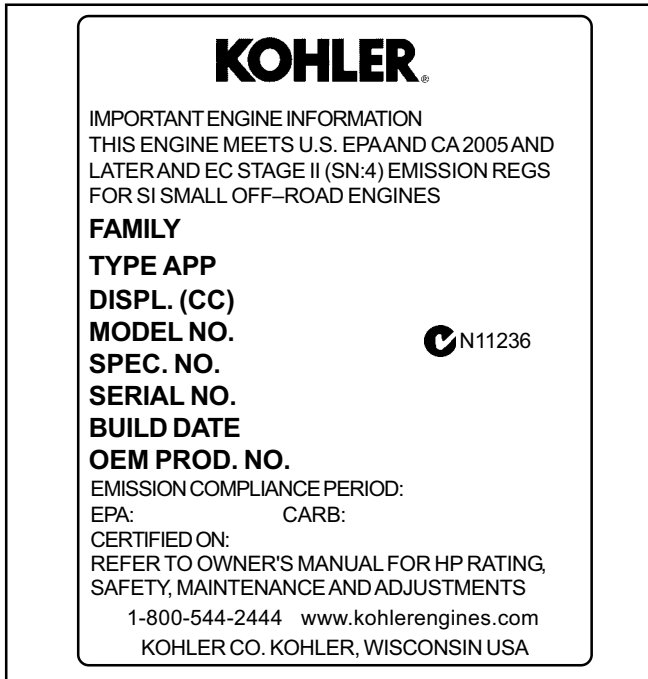 KOHLER®
IMPORTANT ENGINE INFORMATION
THIS ENGINE MEETS U.S. EPA AND CA 2005 AND
LATER AND EC STAGE II (SN:4) EMISSION REGS
FOR SI SMALL OFF–ROAD ENGINES
FAMILY
TYPE APP
DISPL. (CC)
MODEL NO.
N11236
SPEC. NO.
SERIAL NO.
BUILD DATE
OEM PROD. NO.
EMISSION COMPLIANCE PERIOD:
EPA: CARB:
CERTIFIED ON:
REFER TO OWNER'S MANUAL FOR HP RATING,
SAFETY, MAINTENANCE AND ADJUSTMENTS
1-800-544-2444 www.kohlerengines.com
KOHLER CO. KOHLER, WISCONSIN USA